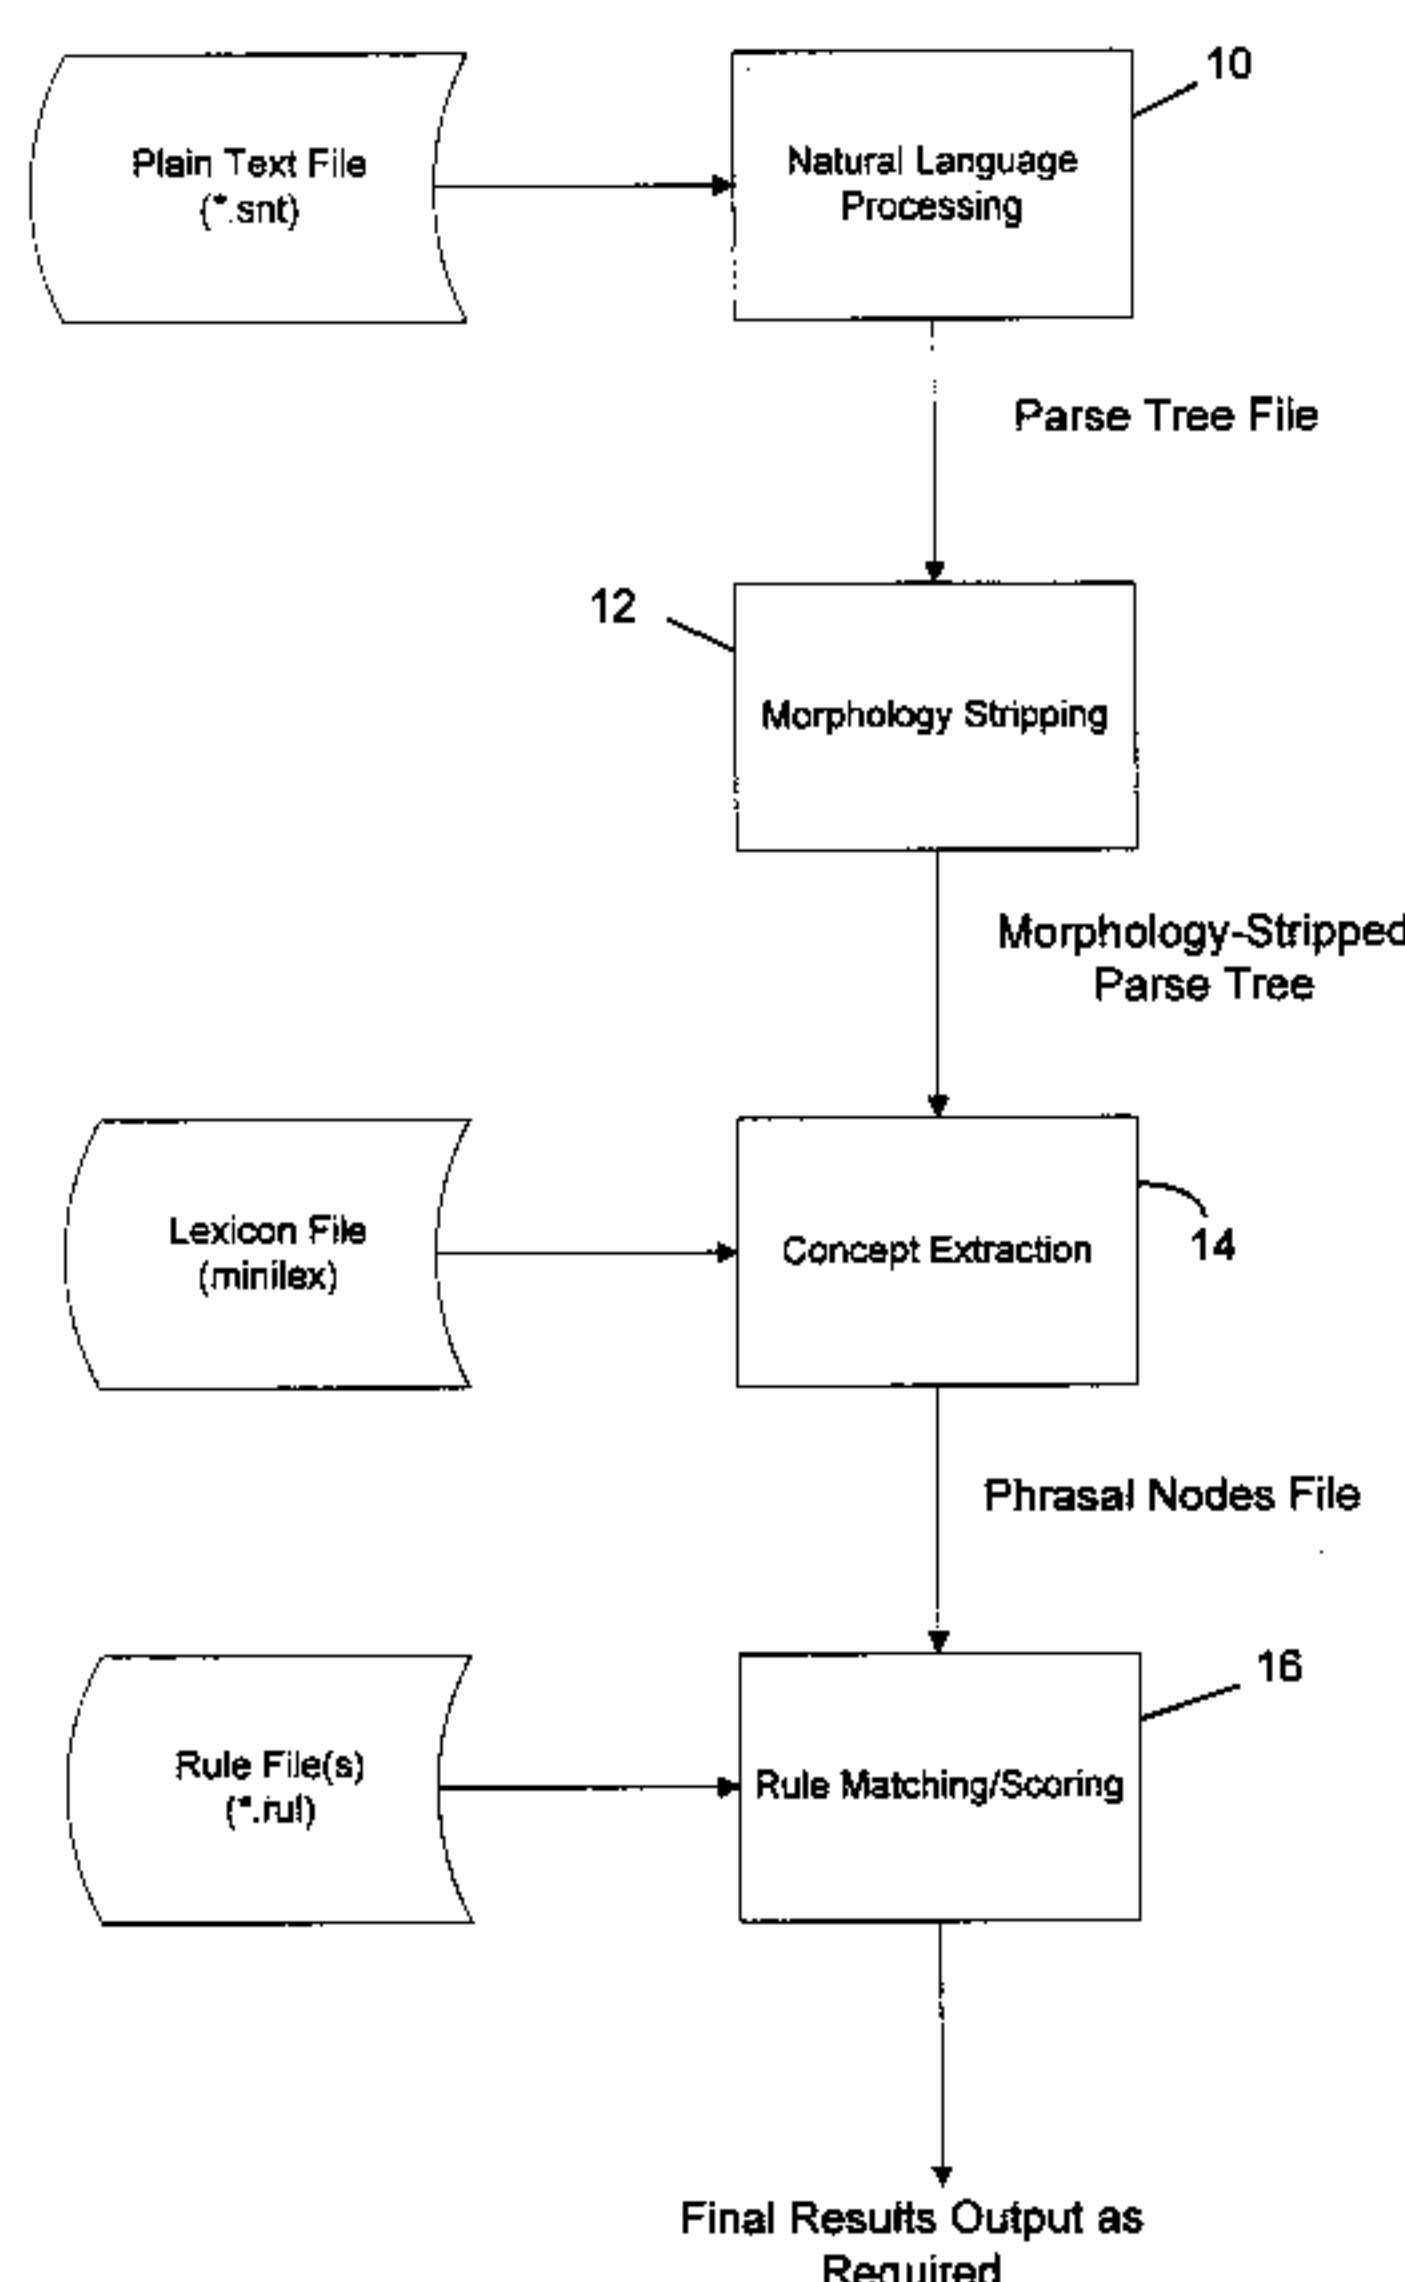 10
Plain Text File
(*.snt)
Natural Language
Processing
Parse Tree File
12
Morphology Stripping
Morphology-Stripped
Parse Tree
Lexicon File
(minilex)
Concept Extraction
14
Phrasal Nodes File
16
Rule File(s)
(*.rul)
Rule Matching/Scoring
Final Results Output as
Required